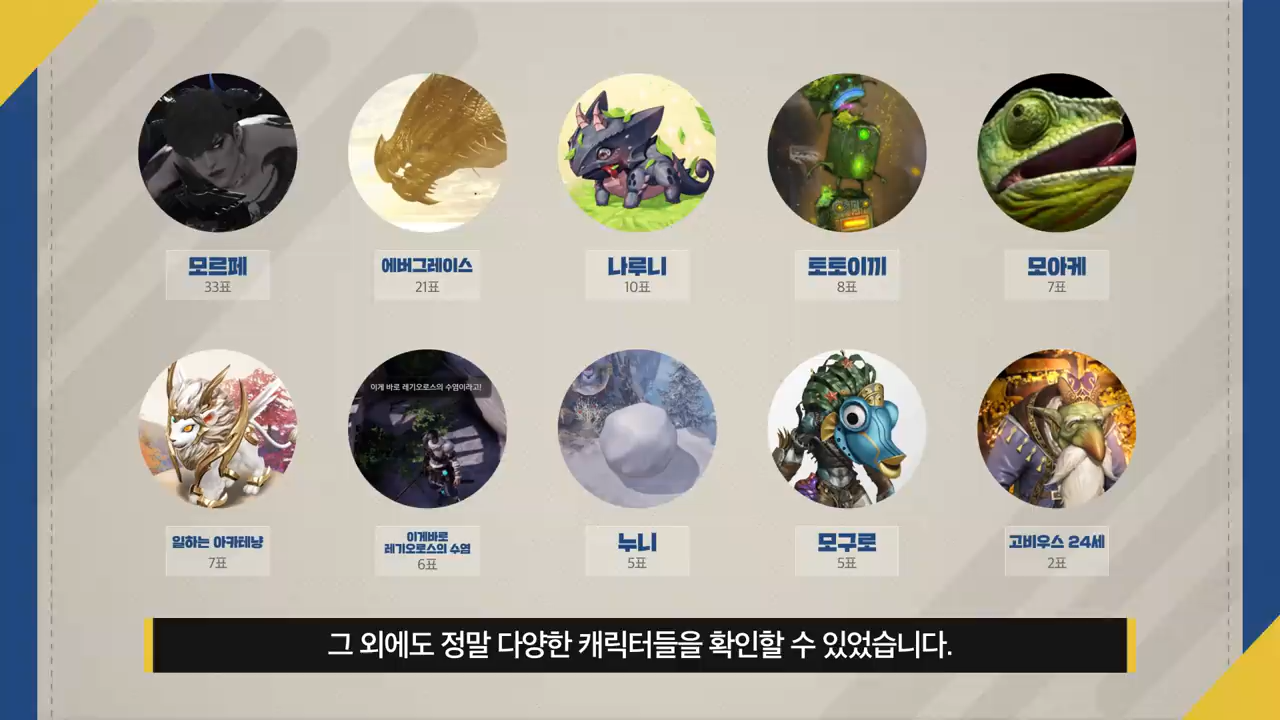 모르페
33표
에버그레이스
21표
나루니
10표
토토이끼
8표
모아케
7표
일하는 아카테냥
7표
이게 바로 레기오로스의 수염이라고!
이게바로
레기오로스의 수염
6표
누니
5표
모구로
5표
고비우스 24세
2표
그 외에도 정말 다양한 캐릭터들을 확인할 수 있었습니다.